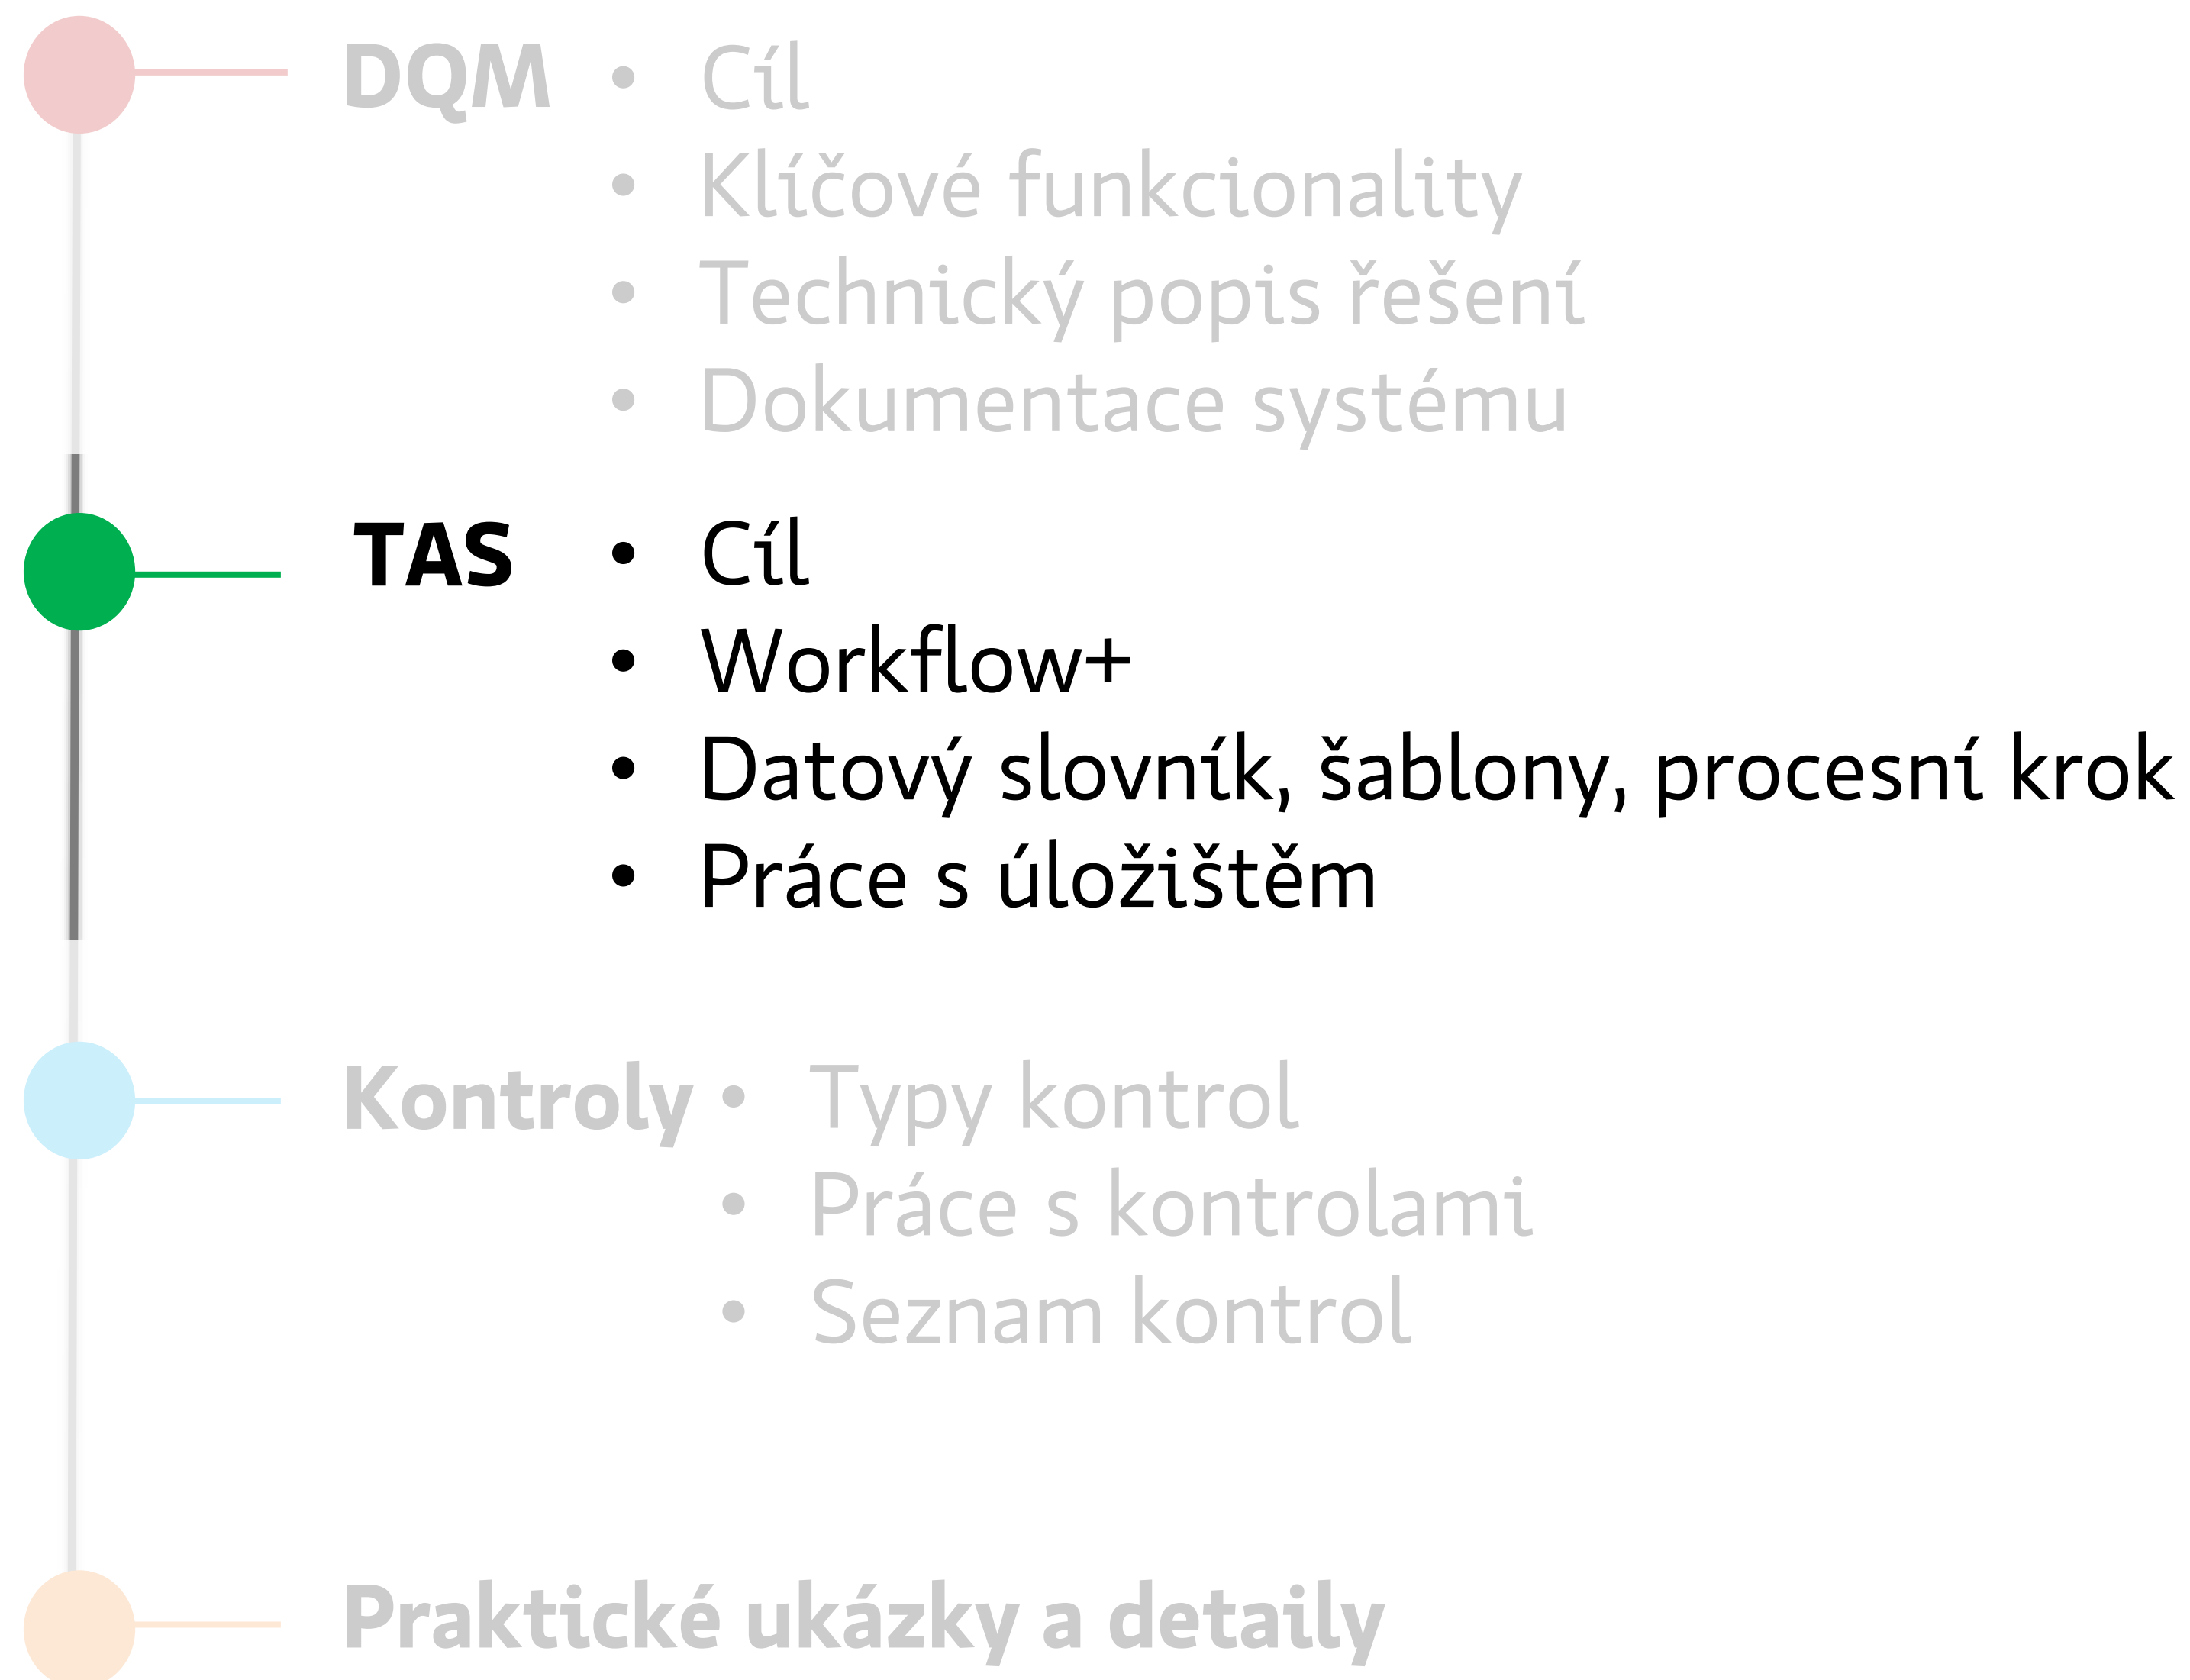 DQM • Cíl
• Klíčové funkcionality
• Technický popis řešení
• Dokumentace systému
TAS • Cíl
• Workflow+
• Datový slovník, šablony, procesní krok
• Práce s úložištěm
Kontroly • Typy kontrol
• Práce s kontrolami
• Seznam kontrol
Praktické ukázky a detaily